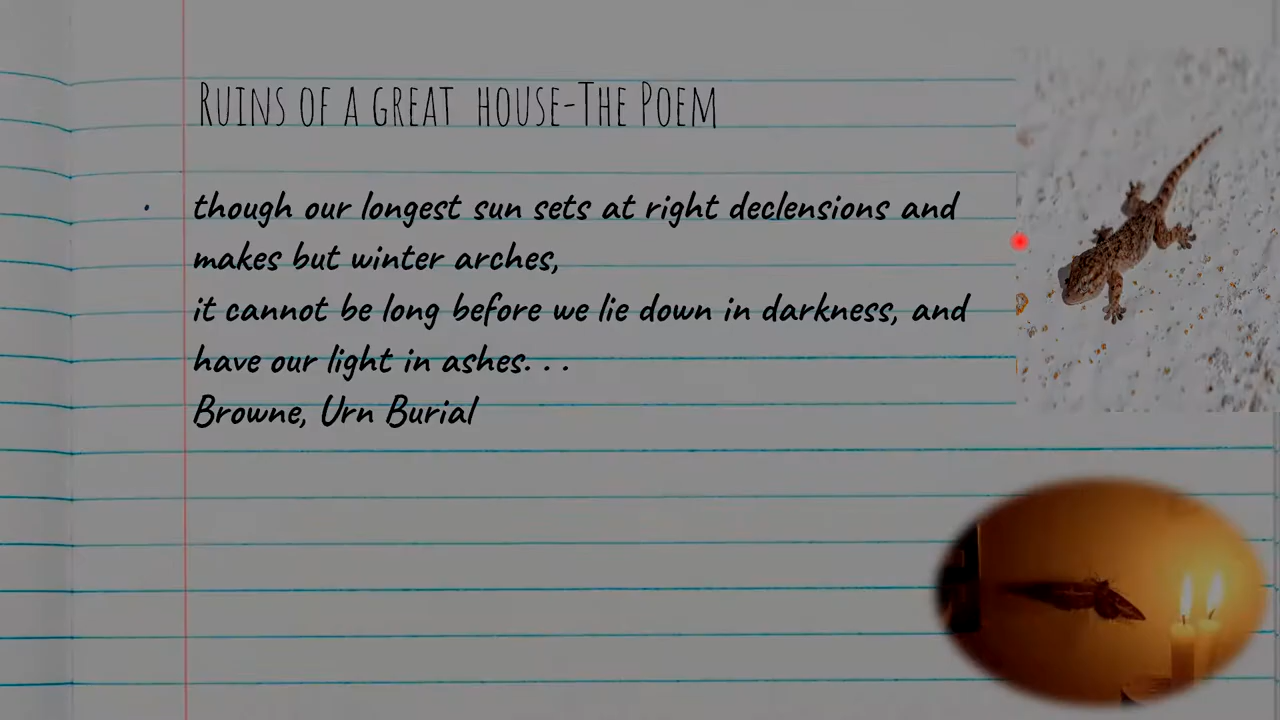 Ruins of a great house-The Poem
• though our longest sun sets at right declensions and
makes but winter arches,
it cannot be long before we lie down in darkness, and
have our light in ashes. . .
Browne, Urn Burial